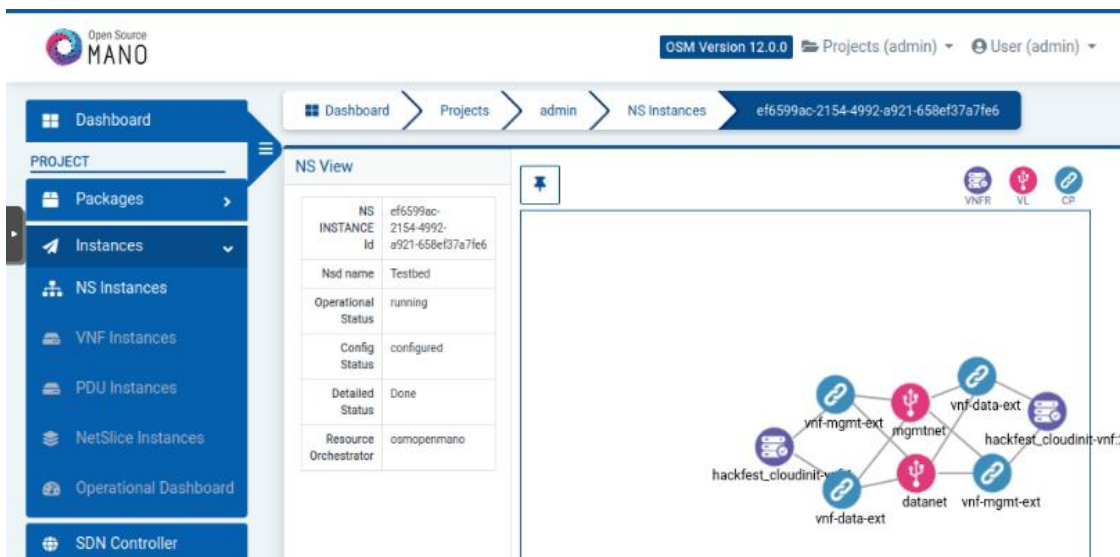 Open Source
MANO
OSM Version 12.0.0 Projects (admin) User (admin)
Dashboard
PROJECT
Packages
Instances
NS Instances
VNF Instances
PDU Instances
NetSlice Instances
Operational Dashboard
SDN Controller
Dashboard Projects admin NS Instances ef6599ac-2154-4992-a921-658ef37a7fe6
NS View
NS INSTANCE Id ef6599ac-2154-4992-a921-658ef37a7fe6
Nsd name Testbed
Operational Status running
Config Status configured
Detailed Status Done
Resource Orchestrator osmopenmano
VNFR VL CP
vnf-data-ext
vnf-mgmt-ext mgmtnet
hackfest_cloudinit-vnf:
hackfest_cloudinit-
datanet vnf-mgmt-ext
vnf-data-ext